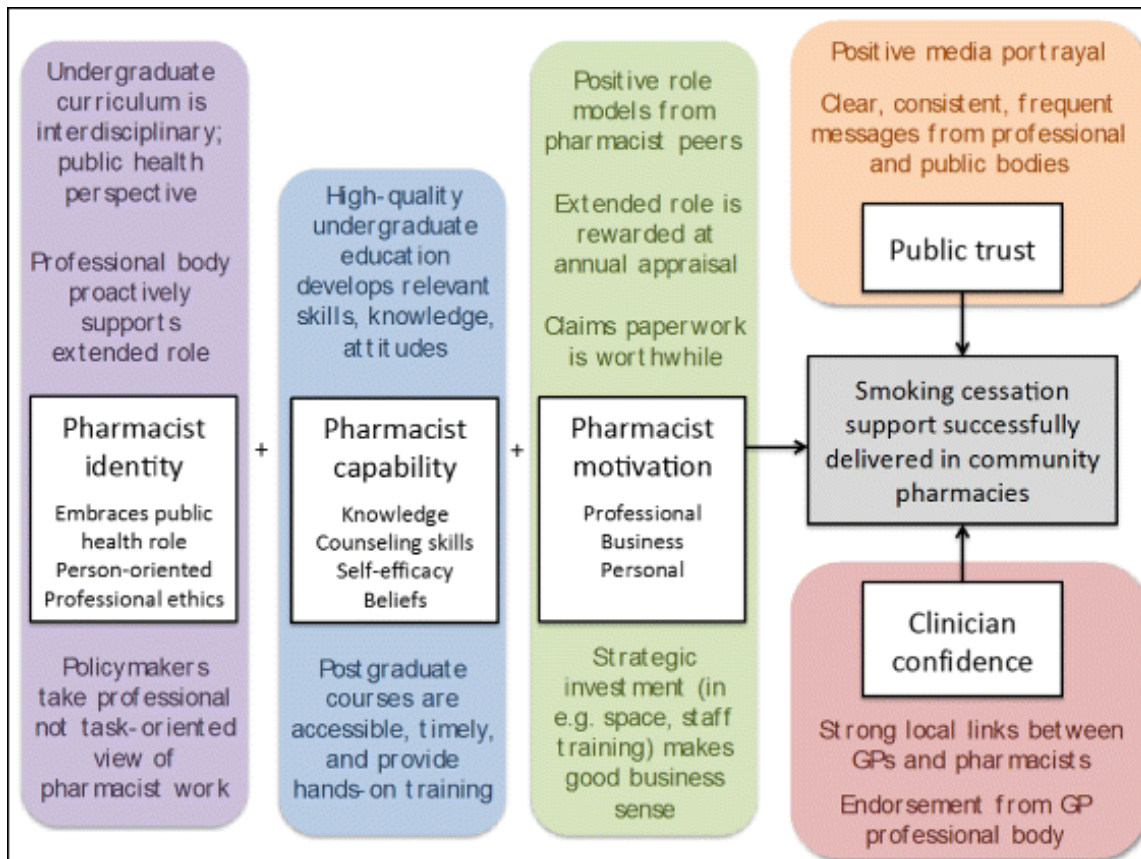 Undergraduate
curriculum is
interdisciplinary;
public health
perspective
Professional body
proactively
supports
extended role
Pharmacist
identity
Embraces public
health role
Person-oriented
Professional ethics
Policymakers
take professional
not task-oriented
view of
pharmacist work
+
High-quality
undergraduate
education
develops relevant
skills, knowledge,
attitudes
Pharmacist
capability
Knowledge
Counseling skills
Self-efficacy
Beliefs
Postgraduate
courses are
accessible, timely,
and provide
hands-on training
+
Positive role
models from
pharmacist peers
Extended role is
rewarded at
annual appraisal
Claims paperwork
is worthwhile
Pharmacist
motivation
Professional
Business
Personal
Strategic
investment (in
e.g. space, staff
training) makes
good business
sense
Positive media portrayal
Clear, consistent, frequent
messages from professional
and public bodies
Public trust
Smoking cessation
support successfully
delivered in community
pharmacies
Clinician
confidence
Strong local links between
GPs and pharmacists
Endorsement from GP
professional body